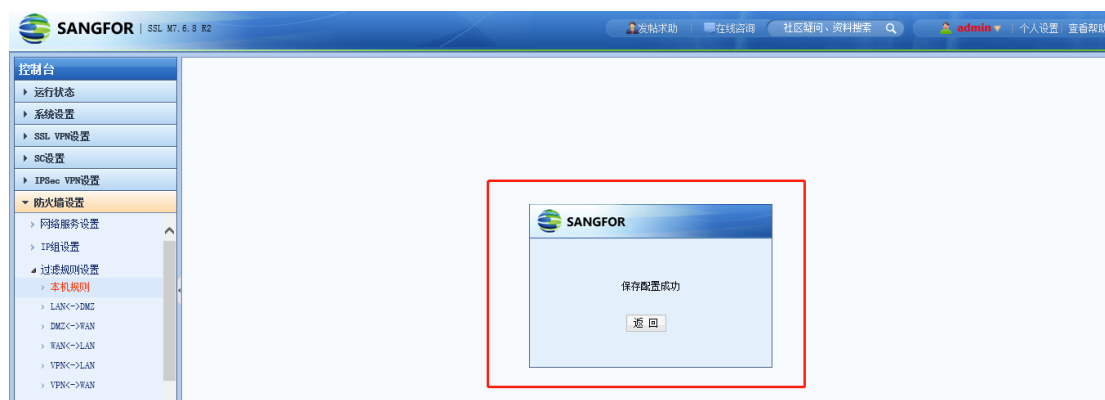 SANGFOR | SSL M7.6.8 R2
发帖求助 | 在线咨询 社区疑问、资料搜索 admin 个人设置 查看帮助
控制台
运行状态
系统设置
SSL VPN设置
SC设置
IPSec VPN设置
防火墙设置
网络服务设置
IP组设置
过滤规则设置
本机规则
LAN<->DMZ
DMZ<->WAN
WAN<->LAN
VPN<->LAN
VPN<->WAN
SANGFOR
保存配置成功
返回